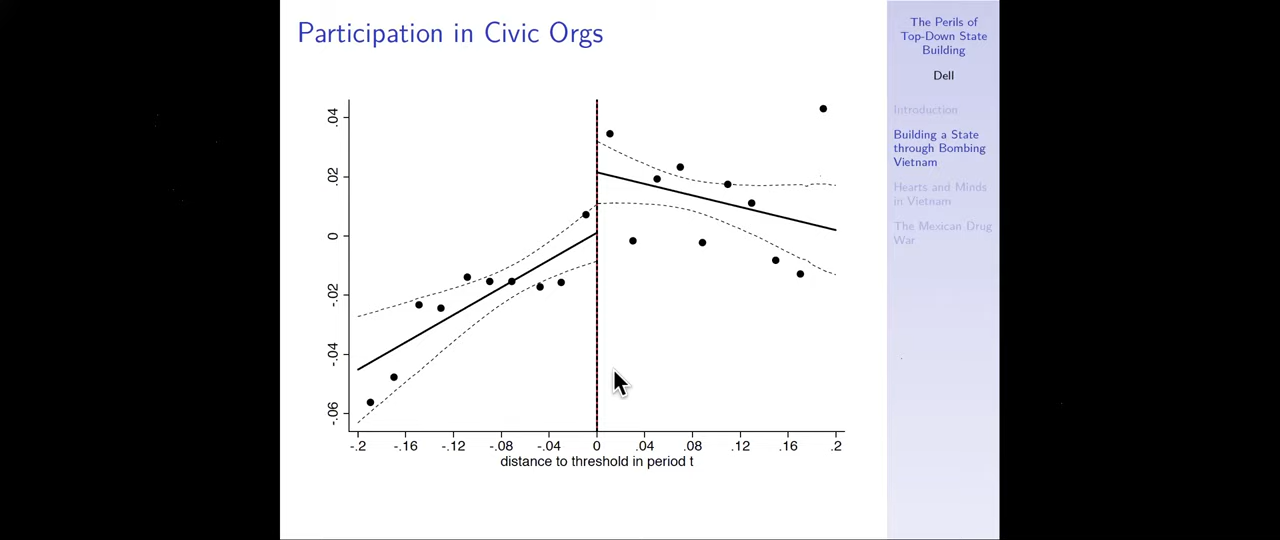 Participation in Civic Orgs
.04
.02
0
-.02
-.04
-.06
-.2 -.16 -.12 -.08 -.04 0 .04 .08 .12 .16 .2
distance to threshold in period t
The Perils of
Top-Down State
Building
Dell
Introduction
Building a State
through Bombing
Vietnam
Hearts and Minds
in Vietnam
The Mexican Drug
War